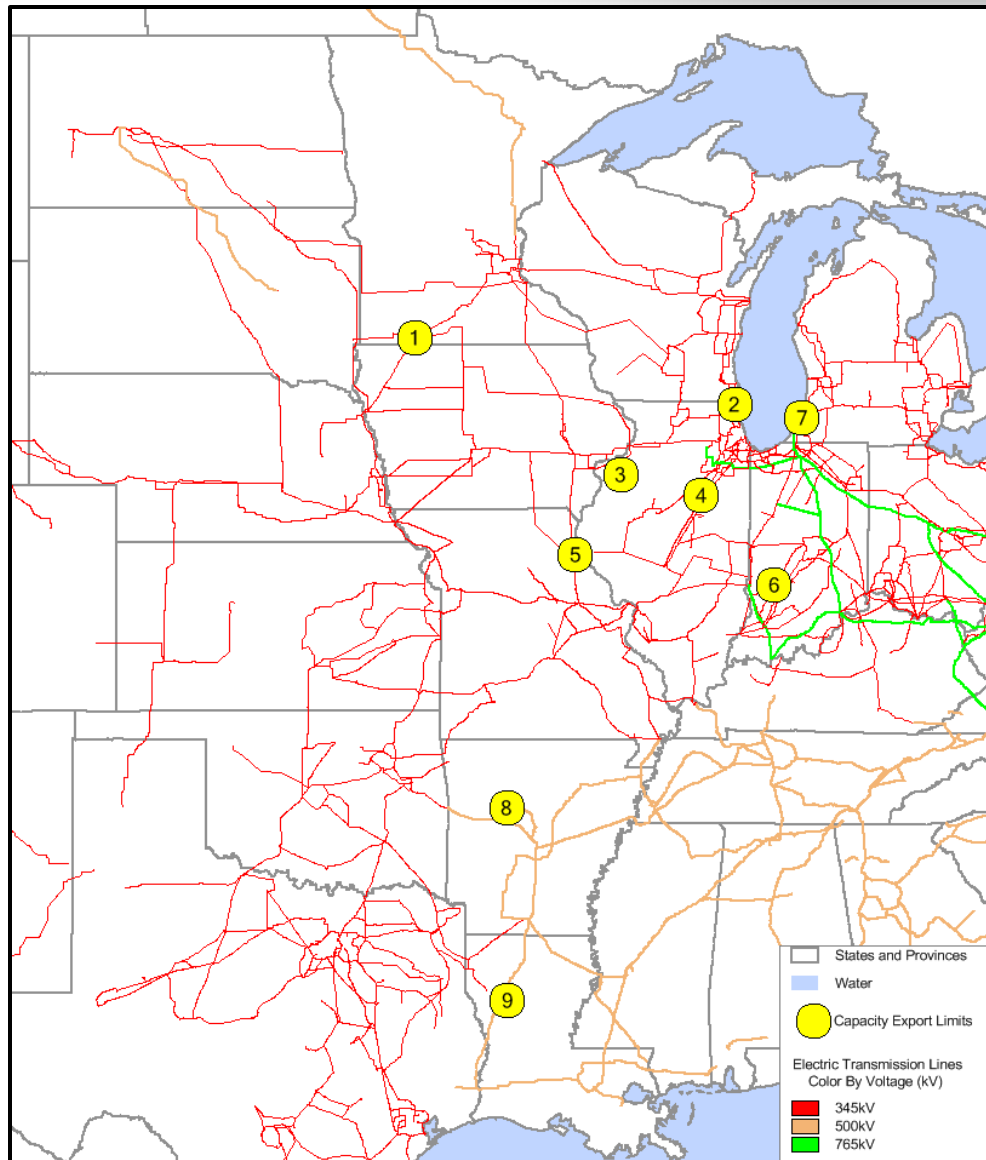 1
2
7
3
4
5
6
8
9
States and Provinces
Water
Capacity Export Limits
Electric Transmission Lines
Color By Voltage (kV)
345kV
500kV
765kV